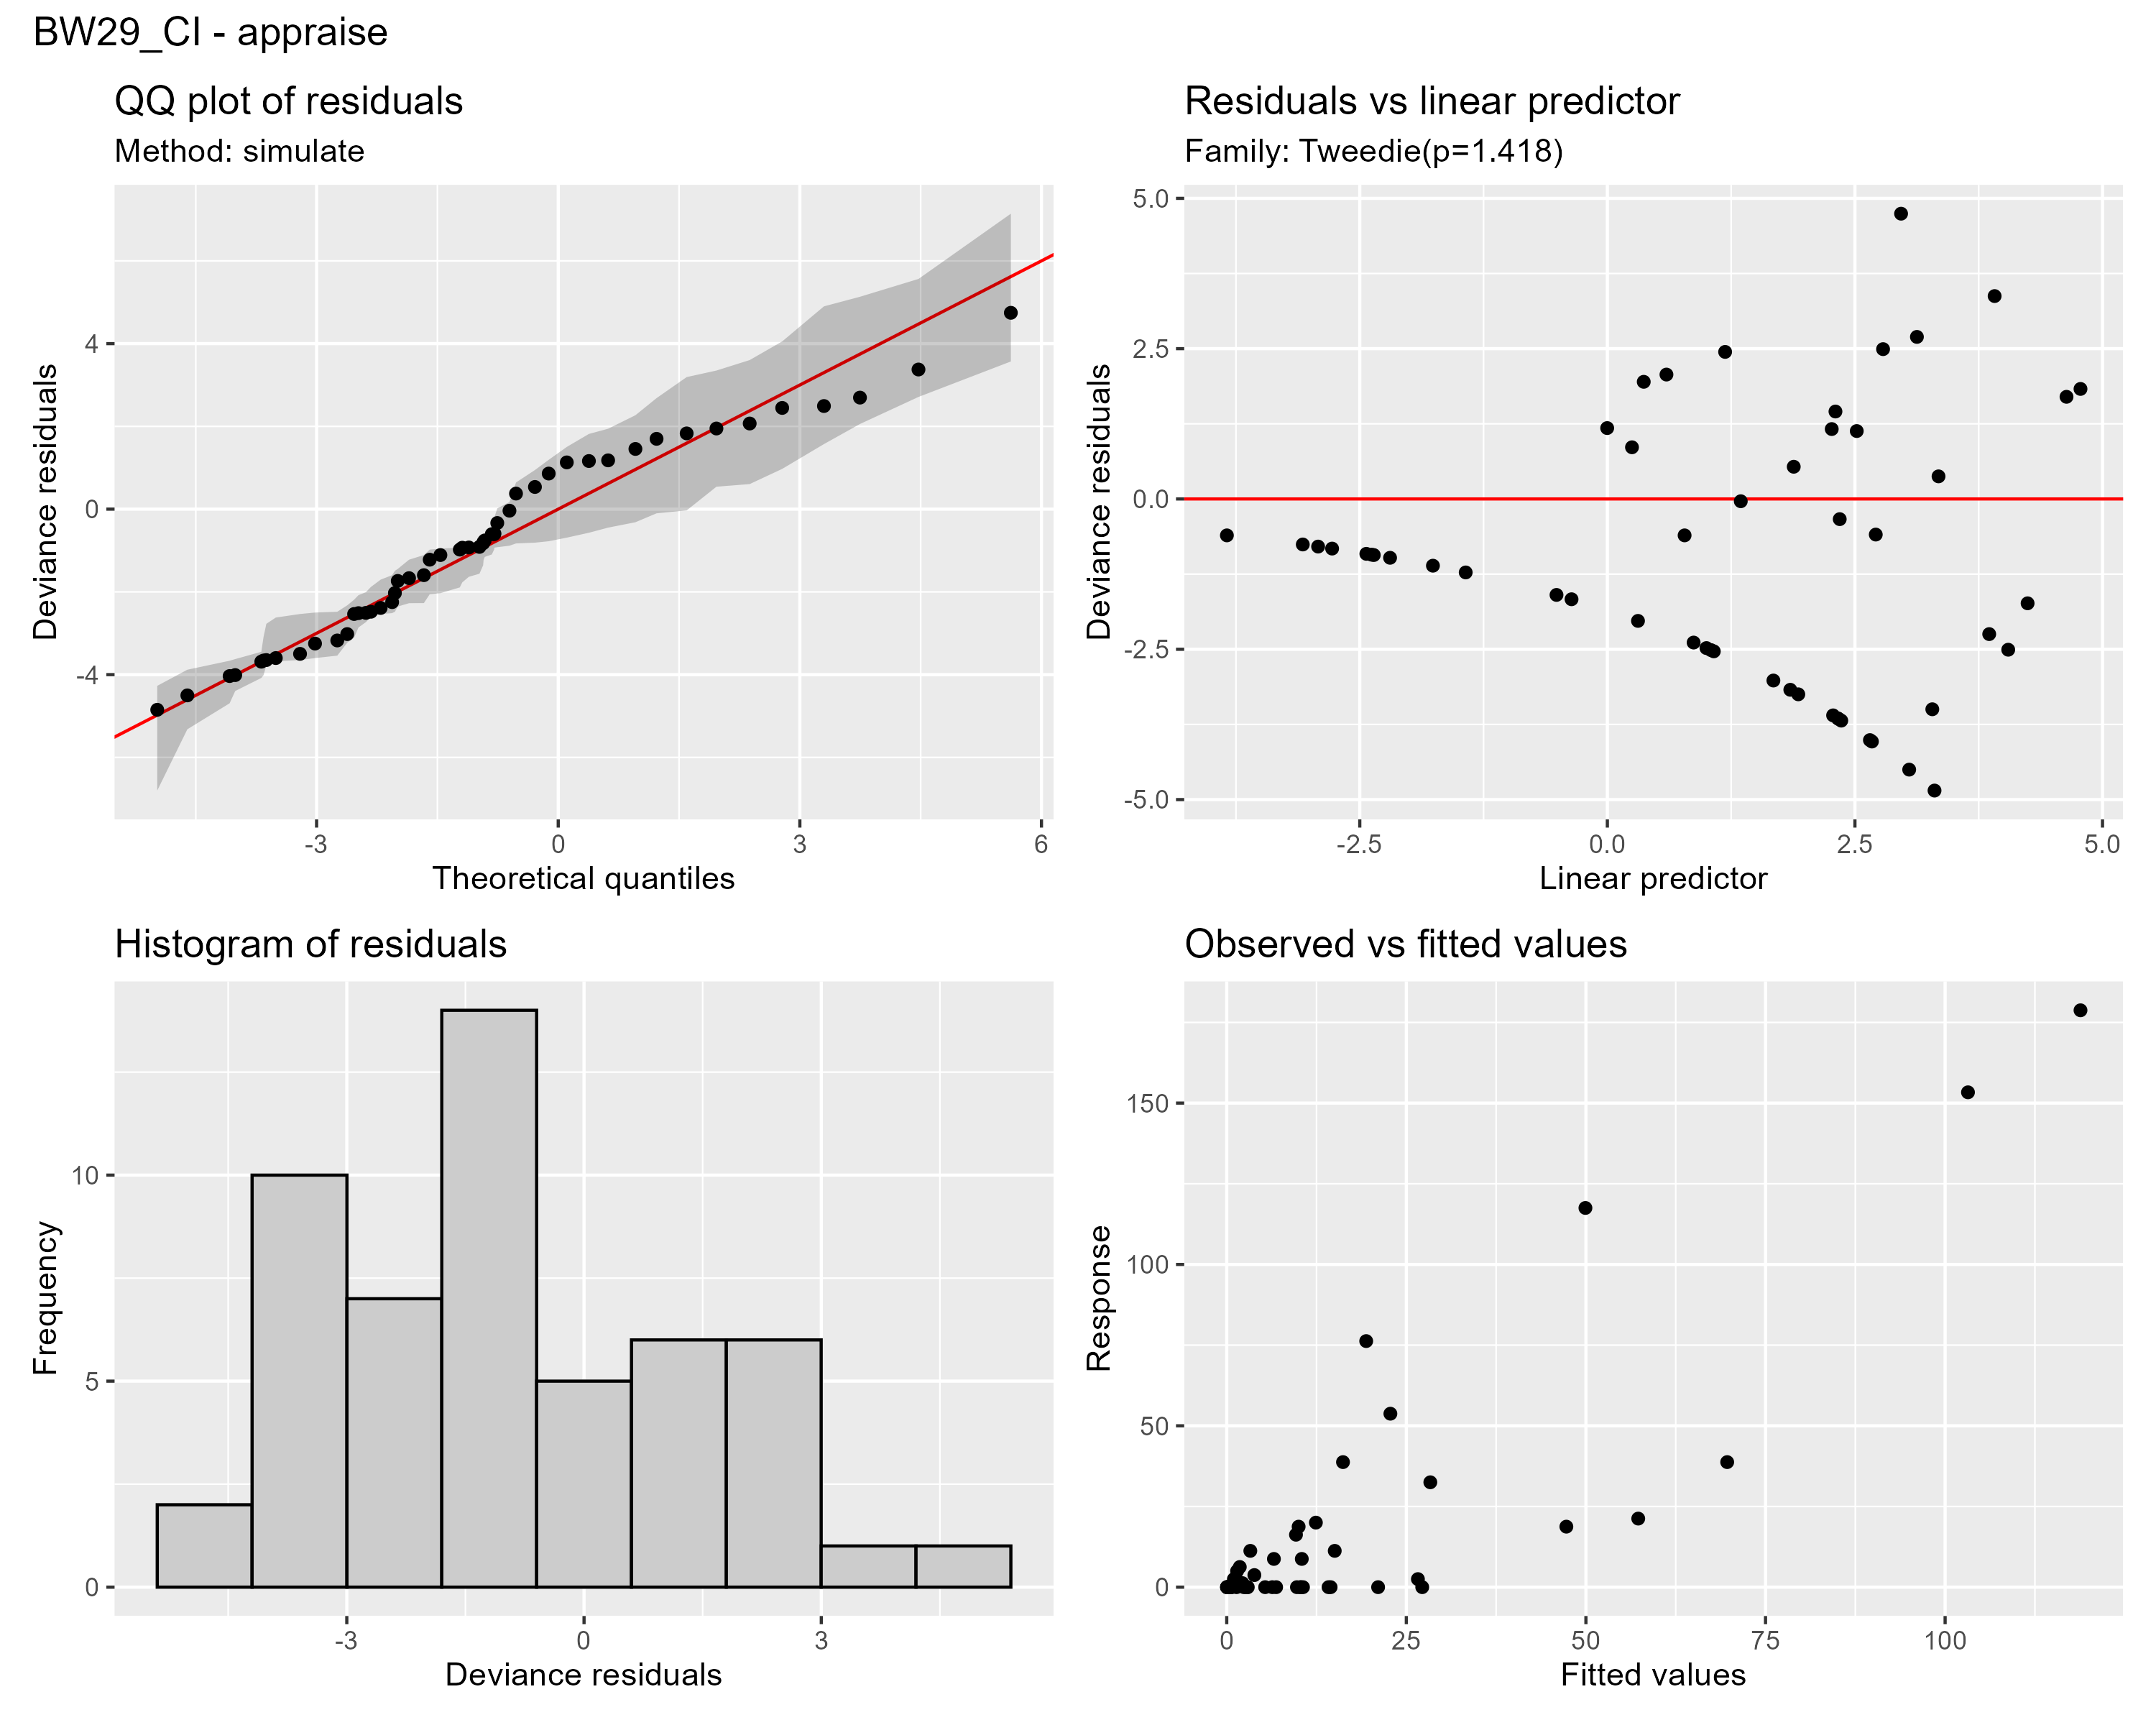 BW29_CI - appraise
QQ plot of residuals
Method: simulate
4
0
-4
-3
0
3
6
Deviance residuals
Theoretical quantiles
Residuals vs linear predictor
Family: Tweedie(p=1.418)
5.0
2.5
0.0
-2.5
-5.0
-2.5
0.0
2.5
5.0
Deviance residuals
Linear predictor
Histogram of residuals
10
5
0
-3
0
3
Frequency
Deviance residuals
Observed vs fitted values
150
100
50
0
0
25
50
75
100
Response
Fitted values